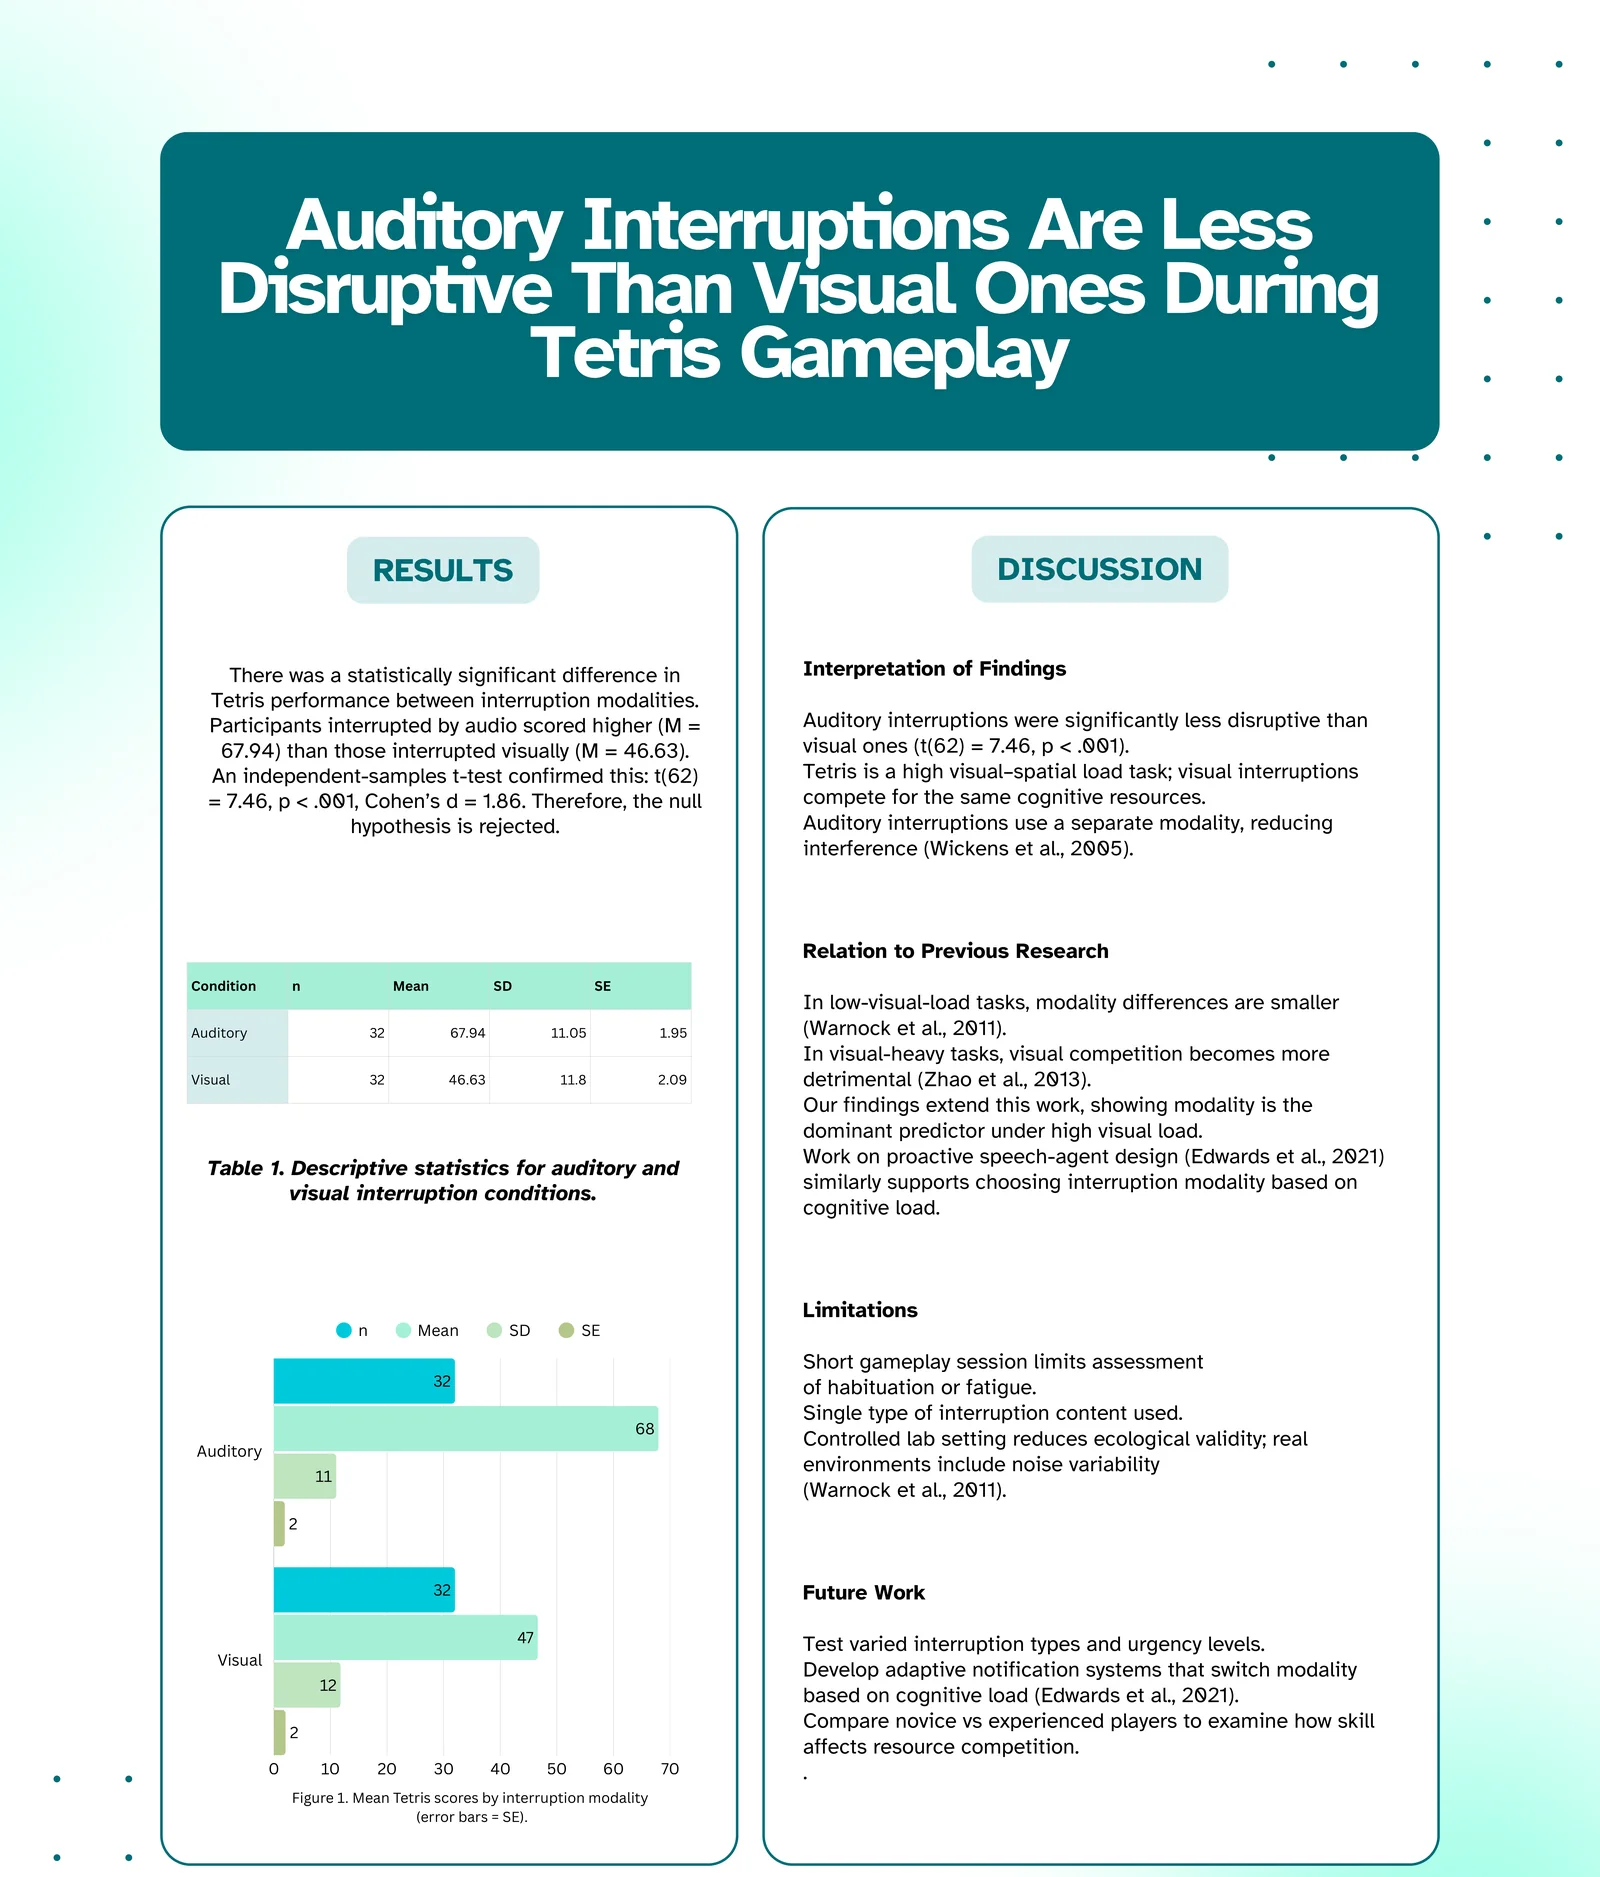 Auditory Interruptions Are Less
Disruptive Than Visual Ones During
Tetris Gameplay
RESULTS
There was a statistically significant difference in
Tetris performance between interruption modalities.
Participants interrupted by audio scored higher (M =
67.94) than those interrupted visually (M = 46.63).
An independent-samples t-test confirmed this: t(62)
= 7.46, p < .001, Cohen's d = 1.86. Therefore, the null
hypothesis is rejected.
Condition n Mean SD SE
Auditory 32 67.94 11.05 1.95
Visual 32 46.63 11.8 2.09
Table 1. Descriptive statistics for auditory and
visual interruption conditions.
n Mean SD SE
Auditory
32
68
11
2
Visual
32
47
12
2
0 10 20 30 40 50 60 70
Figure 1. Mean Tetris scores by interruption modality
(error bars = SE).
DISCUSSION
Interpretation of Findings
Auditory interruptions were significantly less disruptive than
visual ones (t(62) = 7.46, p < .001).
Tetris is a high visual–spatial load task; visual interruptions
compete for the same cognitive resources.
Auditory interruptions use a separate modality, reducing
interference (Wickens et al., 2005).
Relation to Previous Research
In low-visual-load tasks, modality differences are smaller
(Warnock et al., 2011).
In visual-heavy tasks, visual competition becomes more
detrimental (Zhao et al., 2013).
Our findings extend this work, showing modality is the
dominant predictor under high visual load.
Work on proactive speech-agent design (Edwards et al., 2021)
similarly supports choosing interruption modality based on
cognitive load.
Limitations
Short gameplay session limits assessment
of habituation or fatigue.
Single type of interruption content used.
Controlled lab setting reduces ecological validity; real
environments include noise variability
(Warnock et al., 2011).
Future Work
Test varied interruption types and urgency levels.
Develop adaptive notification systems that switch modality
based on cognitive load (Edwards et al., 2021).
Compare novice vs experienced players to examine how skill
affects resource competition.
.